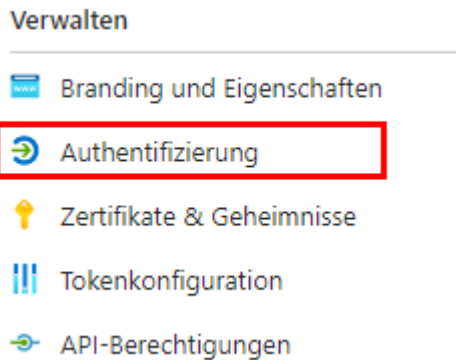 Verwalten
Branding und Eigenschaften
Authentifizierung
Zertifikate & Geheimnisse
Tokenkonfiguration
API-Berechtigungen